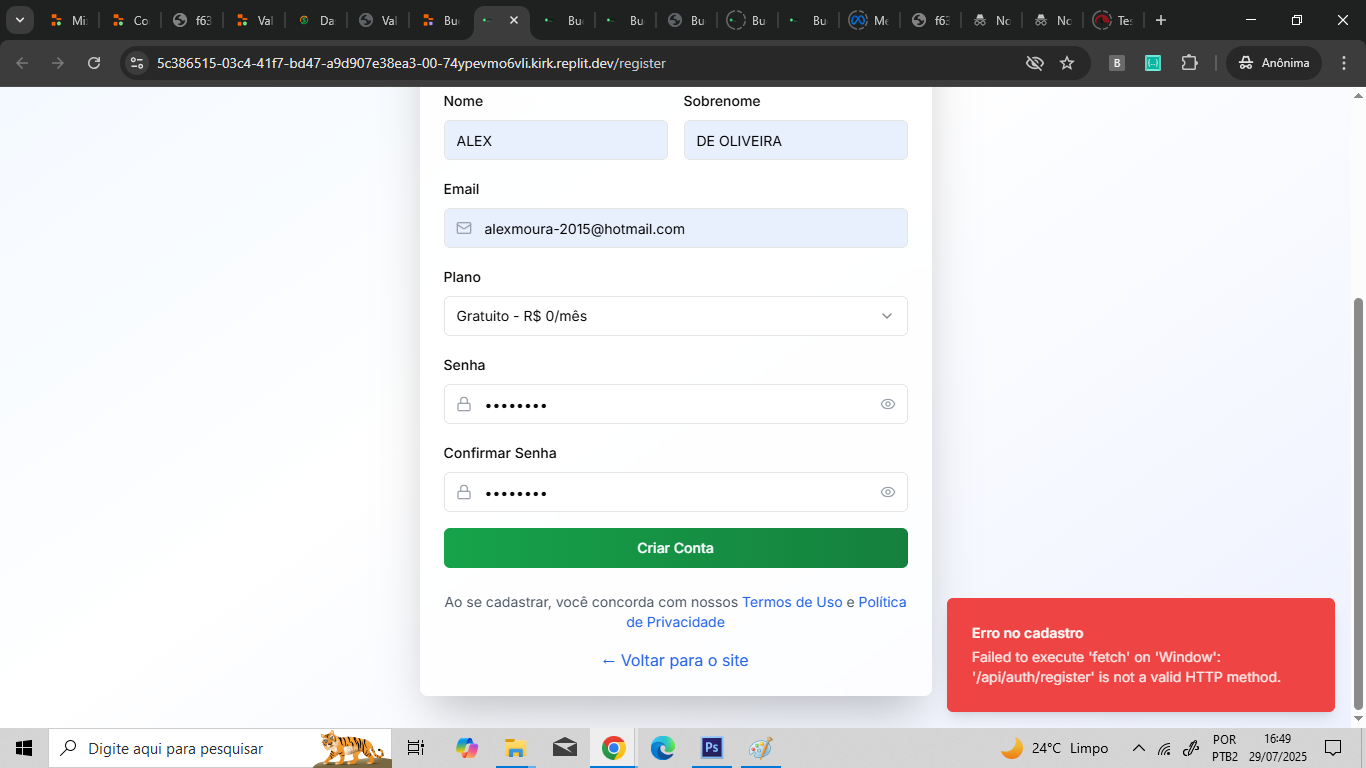 Mi
Co
f63
Val
Da
Val
Bu
Bu
Bu
Bu
Bu
Me
f63
No
No
Tes
5c386515-03c4-41f7-bd47-a9d907e38ea3-00-74ypevmo6vli.kirk.replit.dev/register
B
Anônima
Nome
Sobrenome
ALEX
DE OLIVEIRA
Email
alexmoura-2015@hotmail.com
Plano
Gratuito - R$ 0/mês
Senha
••••••••
Confirmar Senha
••••••••
Criar Conta
Ao se cadastrar, você concorda com nossos Termos de Uso e Política
de Privacidade
← Voltar para o site
Erro no cadastro
Failed to execute 'fetch' on 'Window':
'/api/auth/register' is not a valid HTTP method.
Digite aqui para pesquisar
Ps
24°C Limpo
POR
PTB2
16:49
29/07/2025